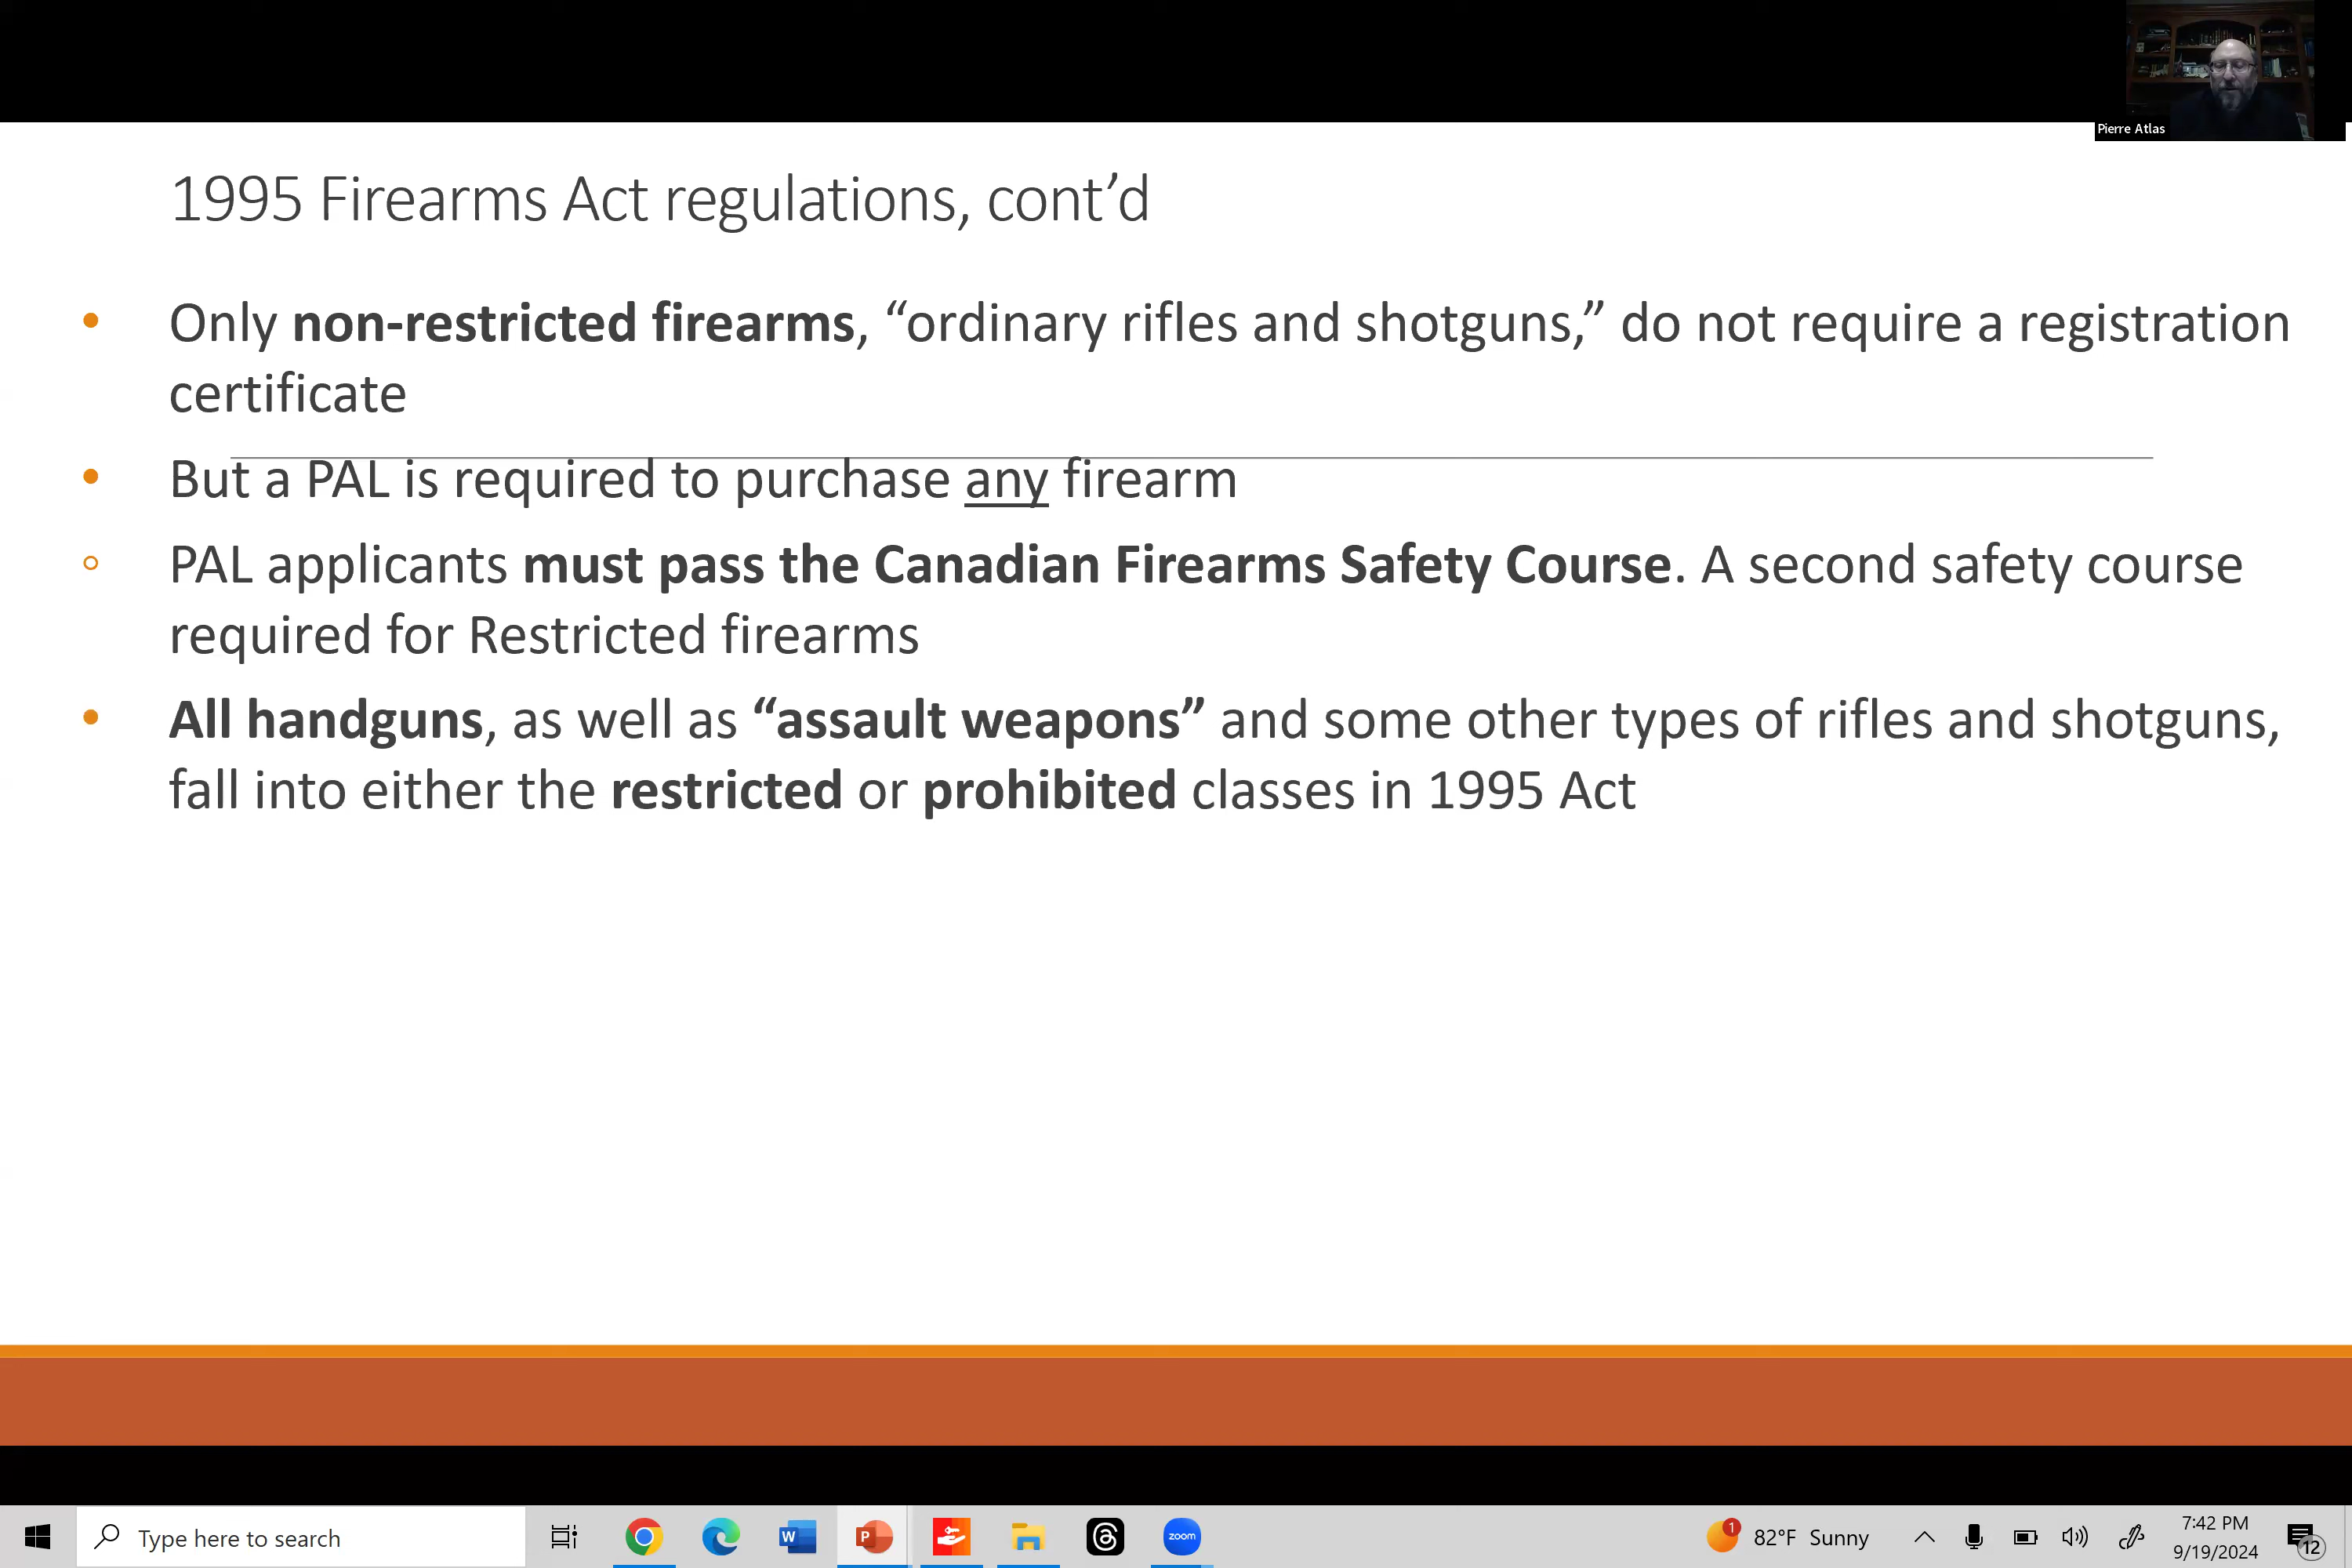 Pierre Atlas
1995 Firearms Act regulations, cont’d
Only non-restricted firearms, “ordinary rifles and shotguns,” do not require a registration
certificate
But a PAL is required to purchase any firearm
PAL applicants must pass the Canadian Firearms Safety Course. A second safety course
required for Restricted firearms
All handguns, as well as “assault weapons” and some other types of rifles and shotguns,
fall into either the restricted or prohibited classes in 1995 Act
Type here to search
W
P
zoom
1
82°F Sunny
7:42 PM
9/19/2024
12